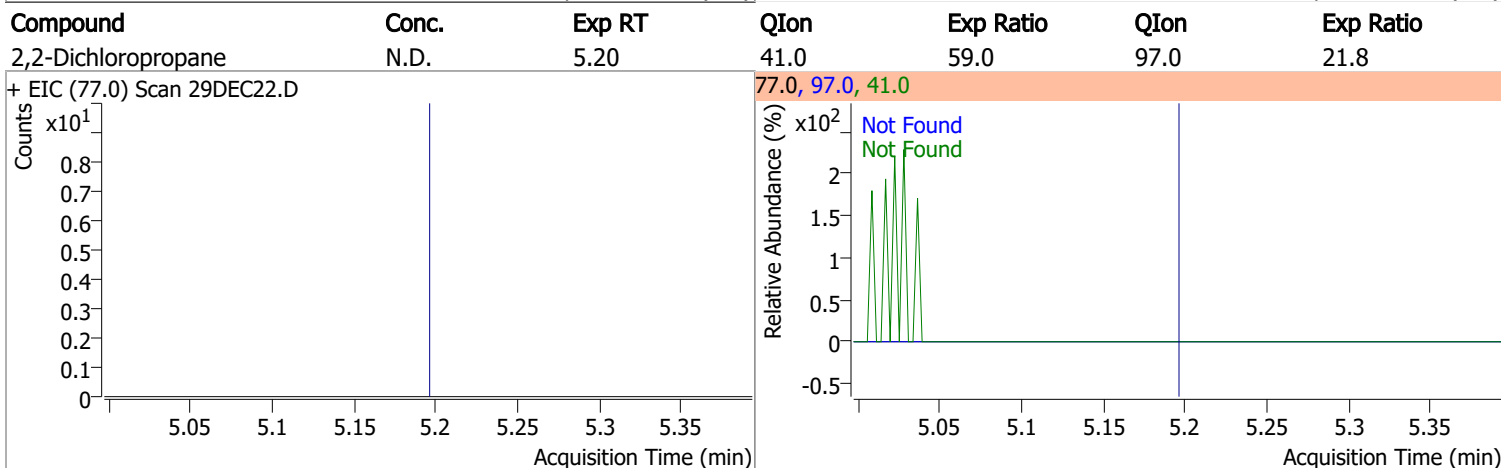 Compound Conc. Exp RT QIon Exp Ratio QIon Exp Ratio
2,2-Dichloropropane N.D. 5.20 41.0 59.0 97.0 21.8
+ EIC (77.0) Scan 29DEC22.D
Counts
x10¹
0.8
0.7
0.6
0.5
0.4
0.3
0.2
0.1
0
5.05 5.1 5.15 5.2 5.25 5.3 5.35
Acquisition Time (min)
77.0, 97.0, 41.0
Relative Abundance (%)
x10²
Not Found
Not Found
2
1.5
1
0.5
0
-0.5
5.05 5.1 5.15 5.2 5.25 5.3 5.35
Acquisition Time (min)